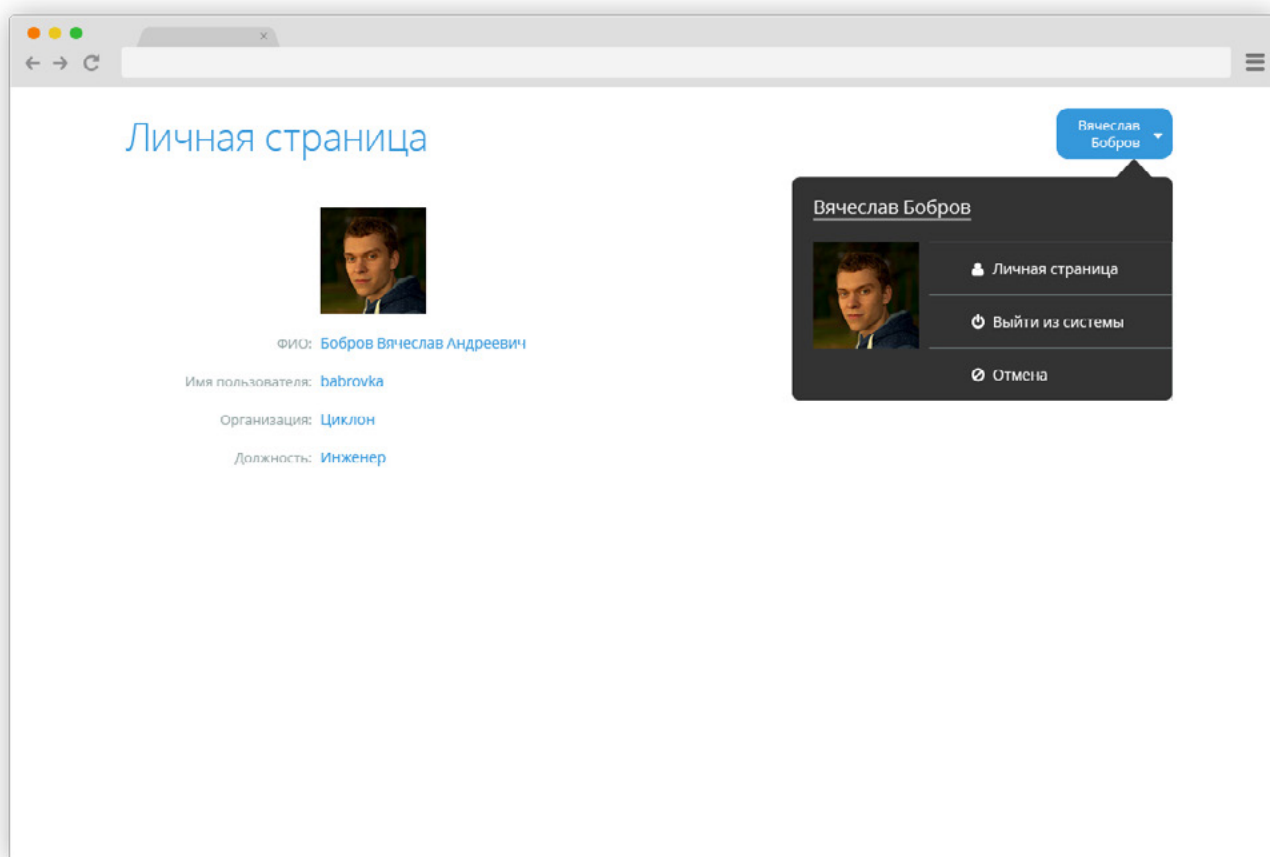 Личная страница
Вячеслав
Бобров
Вячеслав Бобров
Личная страница
Выйти из системы
Отмена
ФИО: Бобров Вячеслав Андреевич
Имя пользователя: babrovka
Организация: Циклон
Должность: Инженер